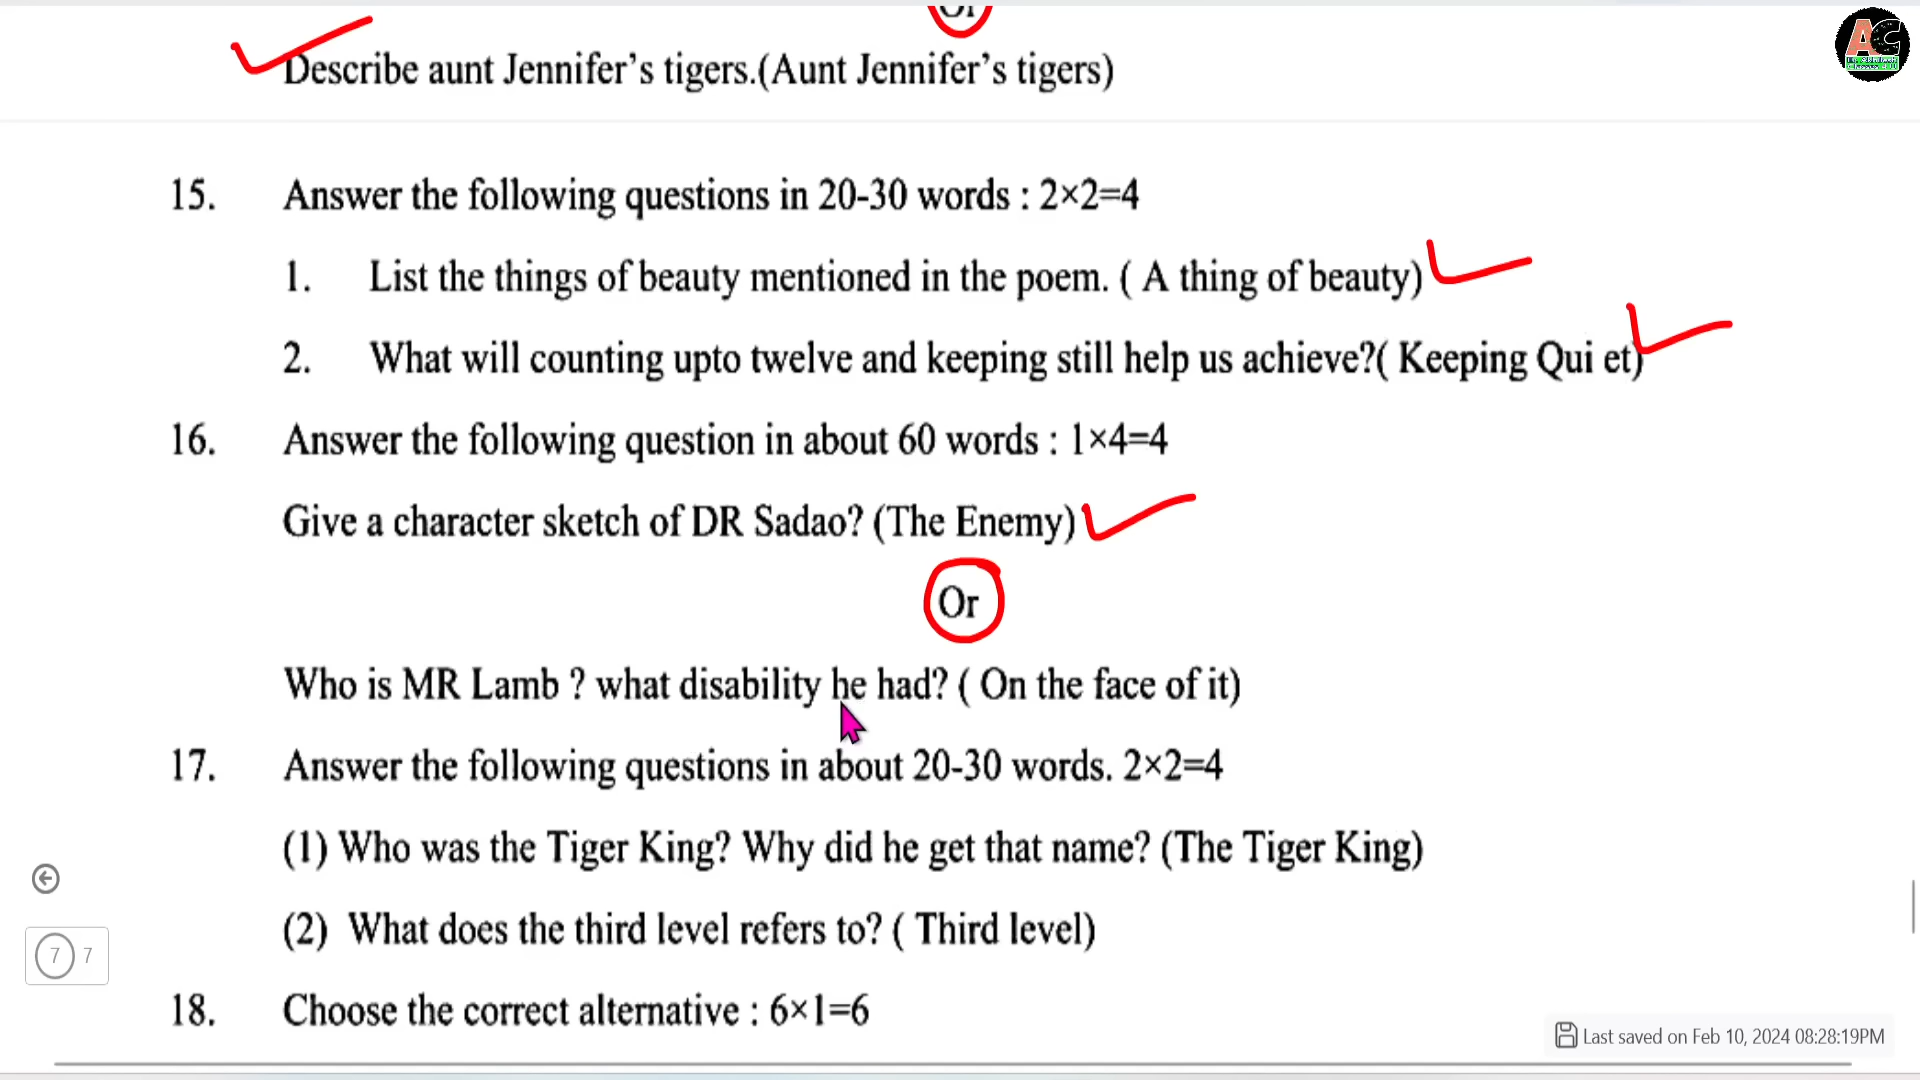 Or
Describe aunt Jennifer's tigers.(Aunt Jennifer's tigers)
AC
15. Answer the following questions in 20-30 words : 2×2=4
1. List the things of beauty mentioned in the poem. ( A thing of beauty)
2. What will counting upto twelve and keeping still help us achieve?( Keeping Qui et)
16. Answer the following question in about 60 words : 1×4=4
Give a character sketch of DR Sadao? (The Enemy)
Or
Who is MR Lamb ? what disability he had? ( On the face of it)
17. Answer the following questions in about 20-30 words. 2×2=4
(1) Who was the Tiger King? Why did he get that name? (The Tiger King)
(2) What does the third level refers to? ( Third level)
7 7
18. Choose the correct alternative : 6×1=6
Last saved on Feb 10, 2024 08:28:19PM